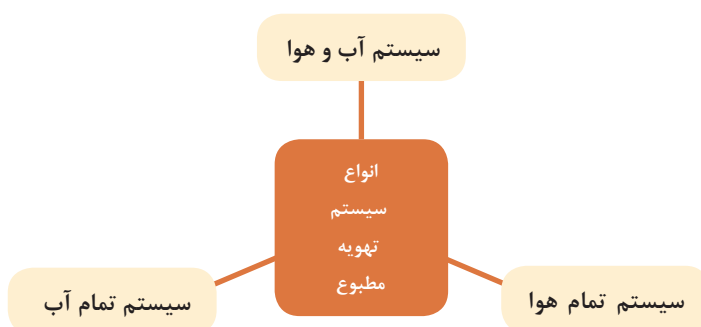 سیستم آب و هوا
انواع
سیستم
تهویه
مطبوع
سیستم تمام هوا
سیستم تمام آب